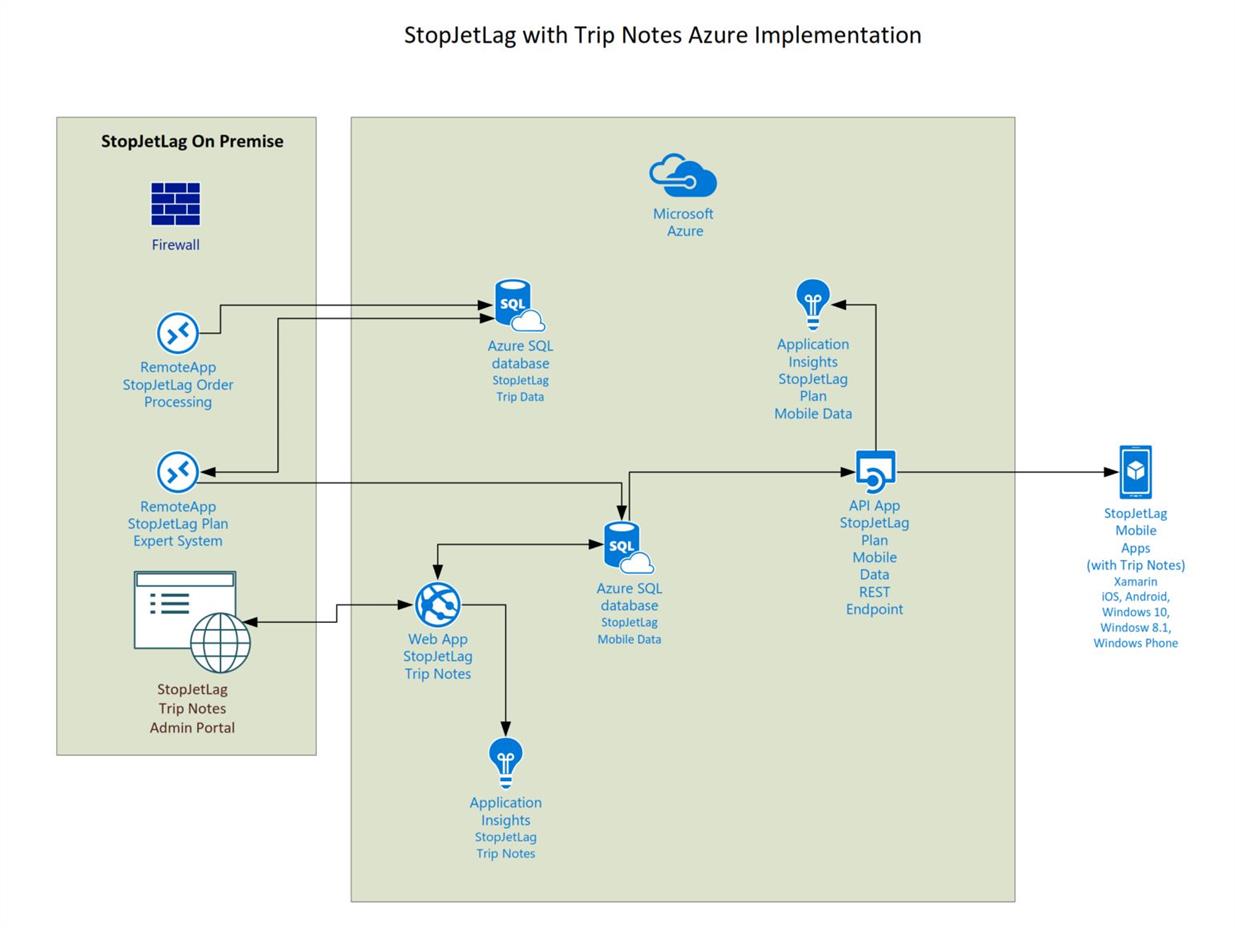 StopJetLag with Trip Notes Azure Implementation
StopJetLag On Premise
Firewall
RemoteApp
StopJetLag Order
Processing
RemoteApp
StopJetLag Plan
Expert System
StopJetLag
Trip Notes
Admin Portal
Microsoft
Azure
SQL
Azure SQL
database
StopJetLag
Trip Data
Application
Insights
StopJetLag
Plan
Mobile Data
SQL
Azure SQL
database
StopJetLag
Mobile Data
Web App
StopJetLag
Trip Notes
Application
Insights
StopJetLag
Trip Notes
API App
StopJetLag
Plan
Mobile
Data
REST
Endpoint
StopJetLag
Mobile
Apps
(with Trip Notes)
Xamarin
iOS, Android,
Windows 10,
Windosw 8.1,
Windows Phone